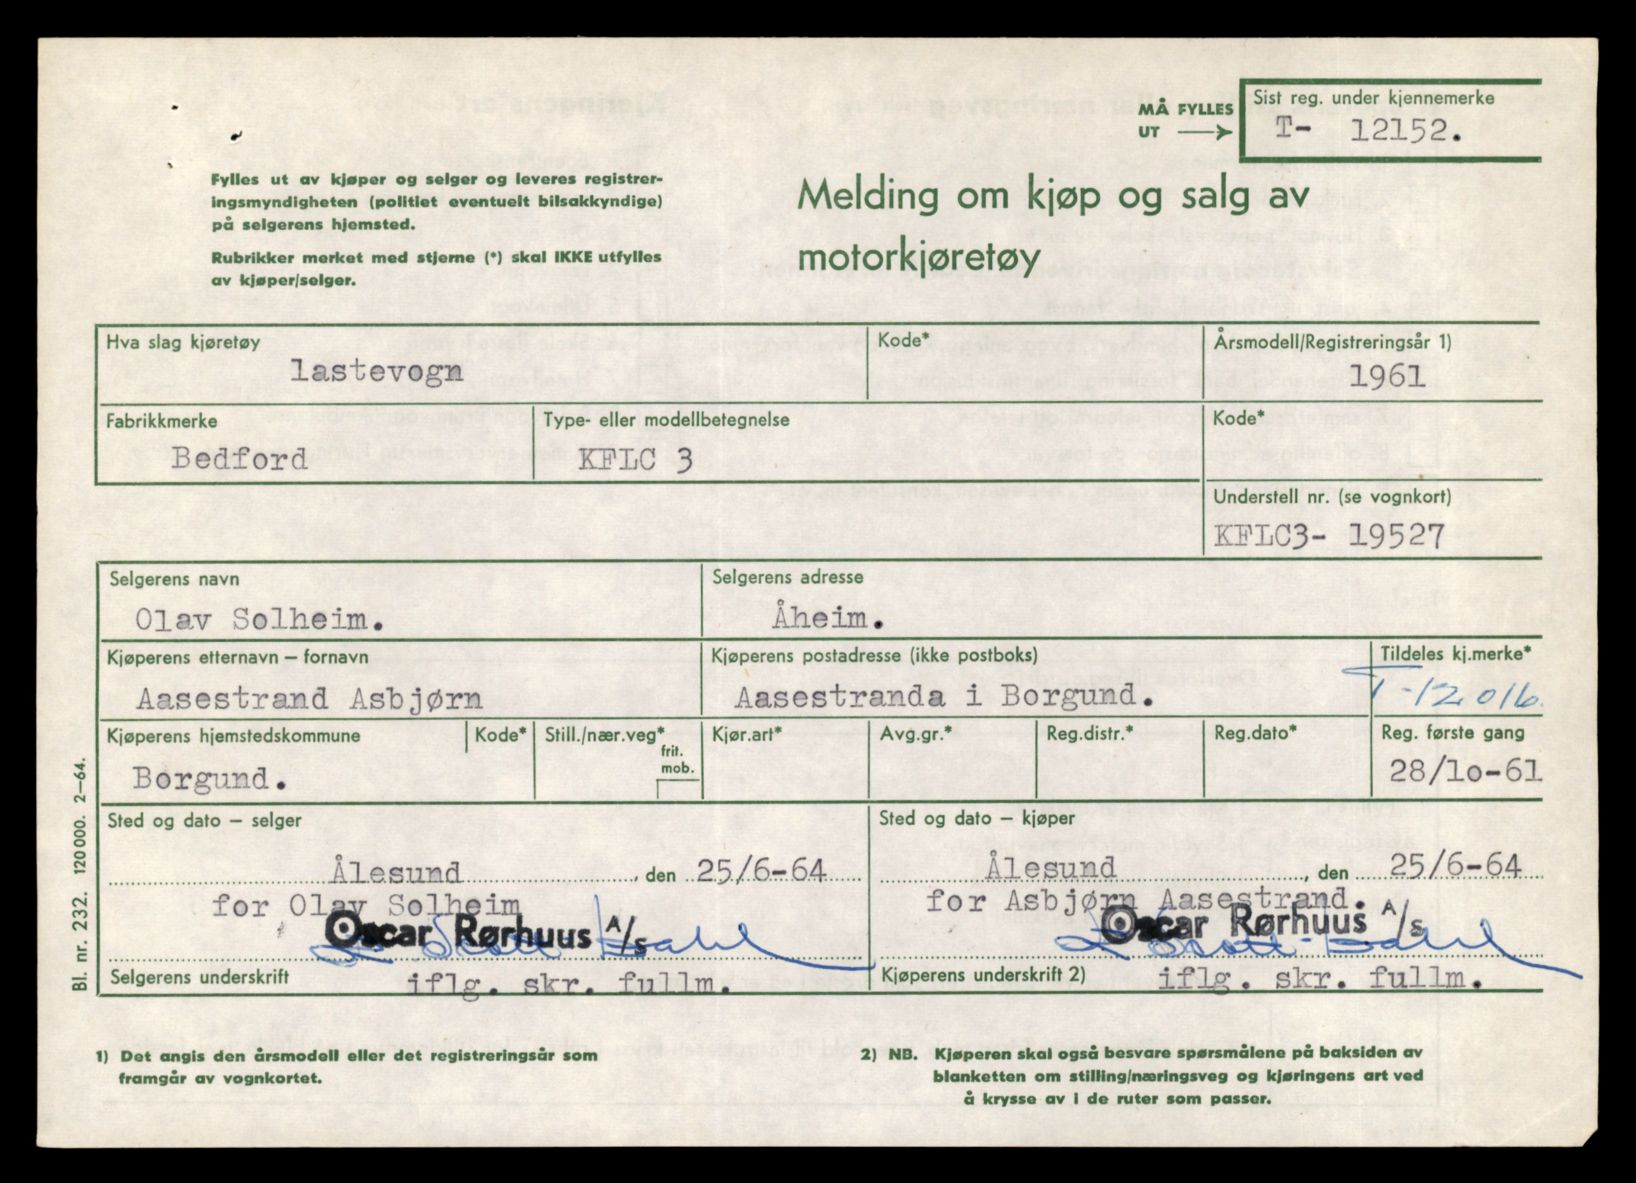 MÅ FYLLES
UT
Sist reg. under kjennemerke
T- 12152.
Fylles ut av kjøper og selger og leveres registrer-
ingsmyndigheten (politiet eventuelt bilsakkyndige)
på selgerens hjemsted.
Rubrikker merket med stjerne (*) skal IKKE utfylles
av kjøper/selger.
Melding om kjøp og salg av
motorkjøretøy
Hva slag kjøretøy
lastevogn
Kode*
Årsmodell/Registreringsår 1)
1961
Fabrikkmerke
Bedford
Type- eller modellbetegnelse
KFLC 3
Kode*
Understell nr. (se vognkort)
KFLC3- 19527
Selgerens navn
Olav Solheim.
Selgerens adresse
Åheim.
Kjøperens etternavn – fornavn
Aasestrand Asbjørn
Kjøperens postadresse (ikke postboks)
Aasestranda i Borgund.
Tildeles kj.merke*
T-12016.
Kjøperens hjemstedskommune
Borgund.
Kode*
Still./nær.veg*
frit.
mob.
Kjør.art*
Avg.gr.*
Reg.distr.*
Reg.dato*
Reg. første gang
28/lo-61
Sted og dato – selger
Ålesund, den 25/6-64
for Olav Solheim
Oscar Rørhuus A/s
Selgerens underskrift
iflg. skr. fullm.
Sted og dato – kjøper
Ålesund, den 25/6-64
for Asbjørn Aasestrand.
Oscar Rørhuus A/s
Kjøperens underskrift 2)
iflg. skr. fullm.
Bl. nr. 232. 120 000. 2–64.
1) Det angis den årsmodell eller det registreringsår som
framgår av vognkortet.
2) NB. Kjøperen skal også besvare spørsmålene på baksiden av
blanketten om stilling/næringsveg og kjøringens art ved
å krysse av i de ruter som passer.